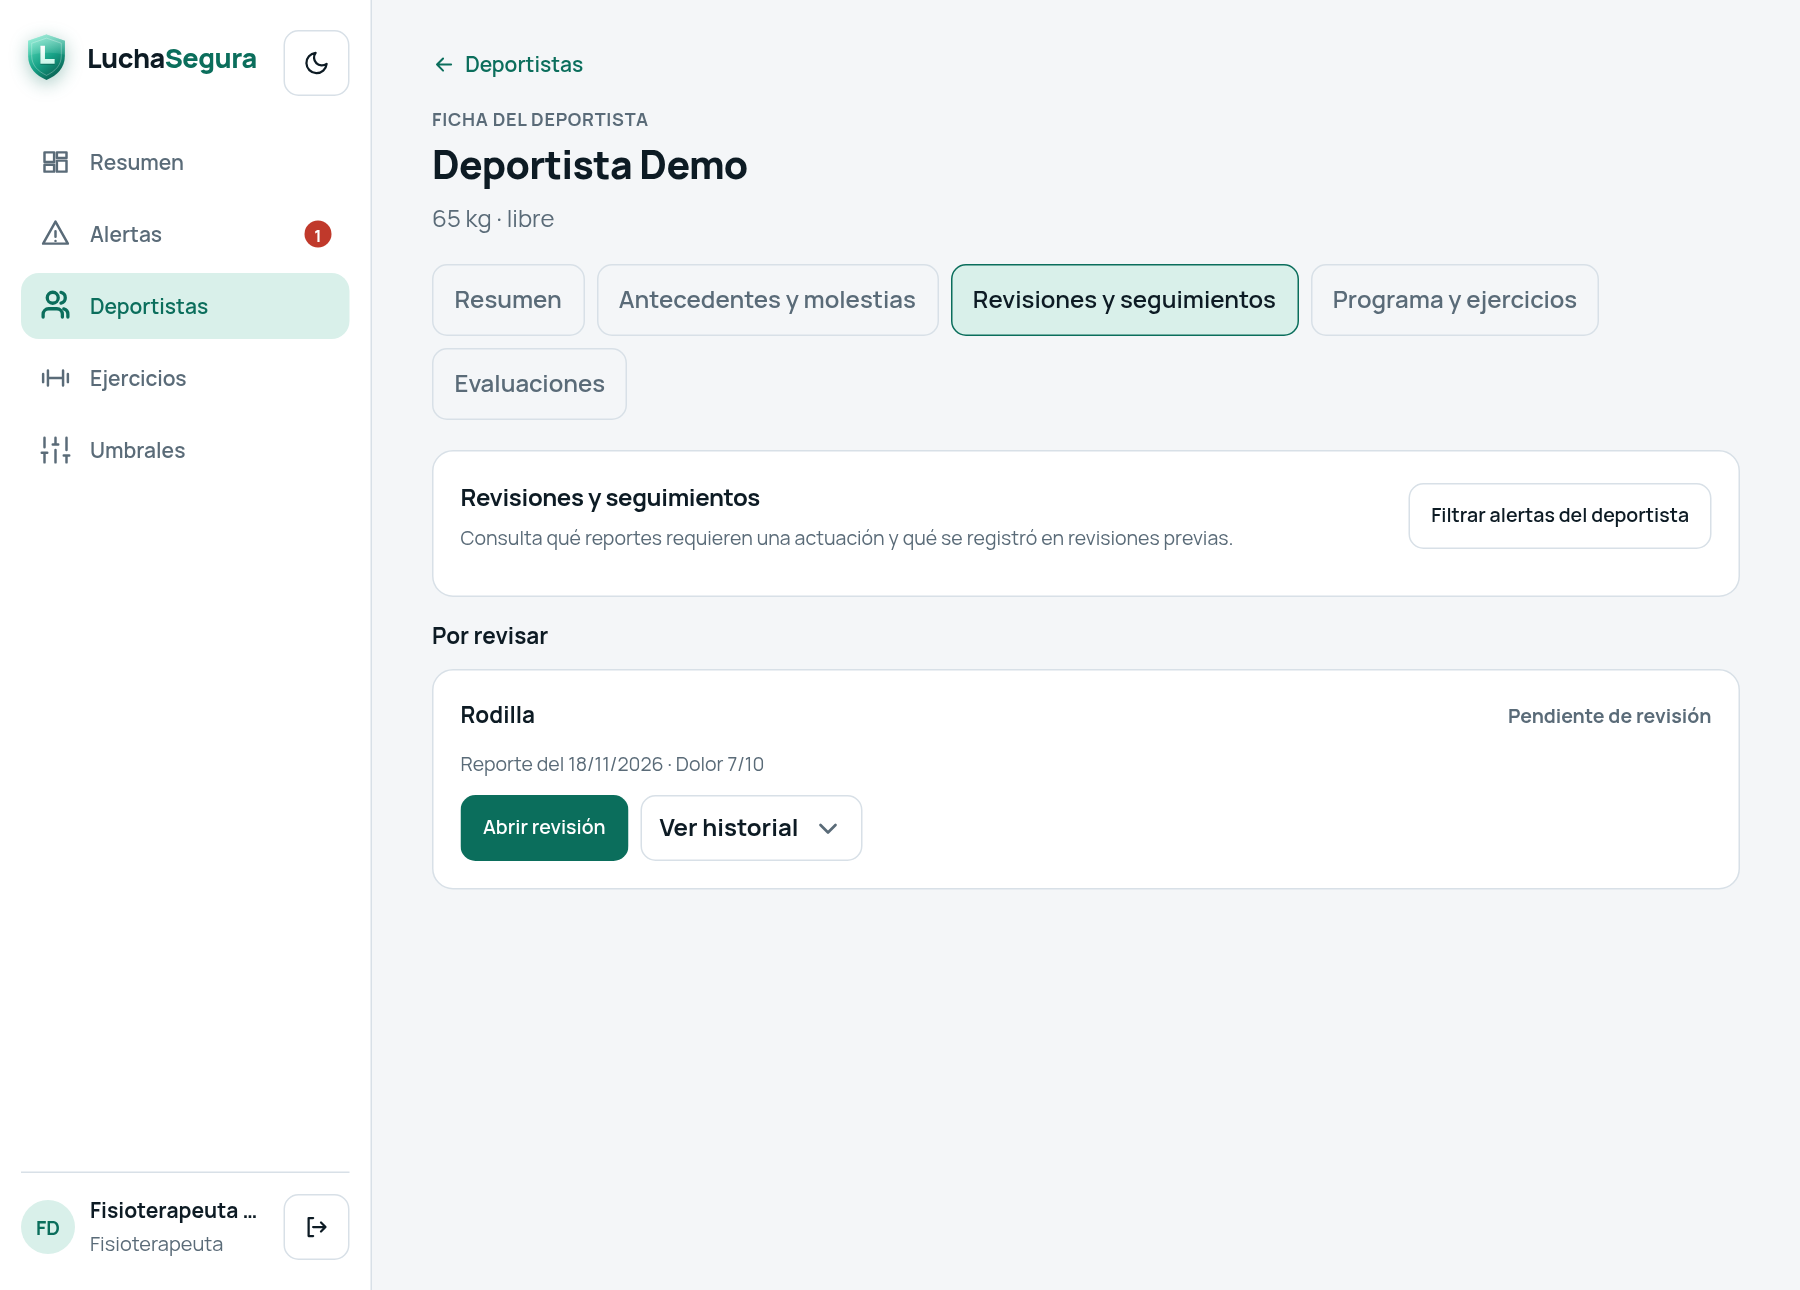 LuchaSegura
Resumen
Alertas
1
Deportistas
Ejercicios
Umbrales
FD
Fisioterapeuta ...
Fisioterapeuta
Deportistas
FICHA DEL DEPORTISTA
Deportista Demo
65 kg · libre
Resumen
Antecedentes y molestias
Revisiones y seguimientos
Programa y ejercicios
Evaluaciones
Revisiones y seguimientos
Consulta qué reportes requieren una actuación y qué se registró en revisiones previas.
Filtrar alertas del deportista
Por revisar
Rodilla
Pendiente de revisión
Reporte del 18/11/2026 · Dolor 7/10
Abrir revisión
Ver historial